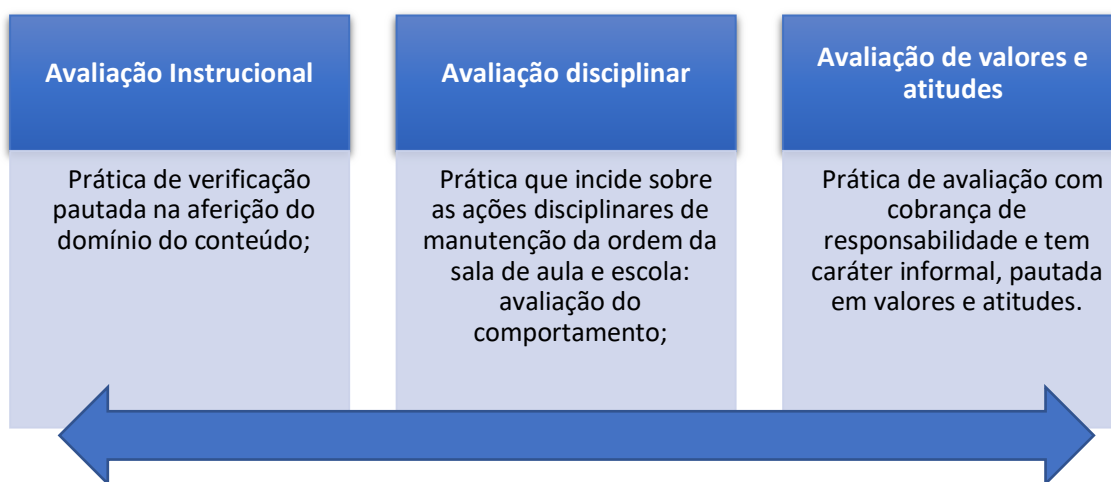 Avaliação Instrucional
Prática de verificação
pautada na aferição do
domínio do conteúdo;
Avaliação disciplinar
Prática que incide sobre
as ações disciplinares de
manutenção da ordem da
sala de aula e escola:
avaliação do
comportamento;
Avaliação de valores e
atitudes
Prática de avaliação com
cobrança de
responsabilidade e tem
caráter informal, pautada
em valores e atitudes.